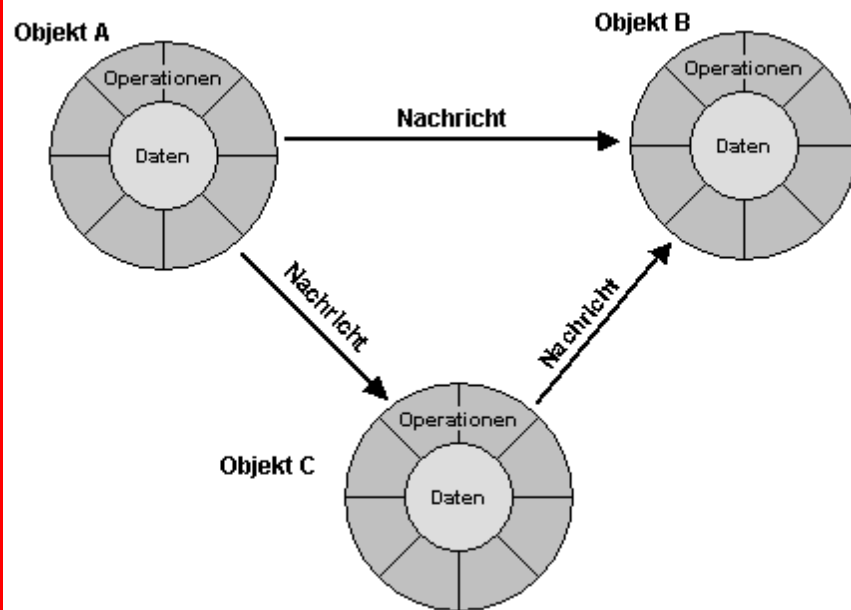 Objekt A
Operationen
Daten
Nachricht
Objekt B
Operationen
Daten
Nachricht
Nachricht
Objekt C
Operationen
Daten